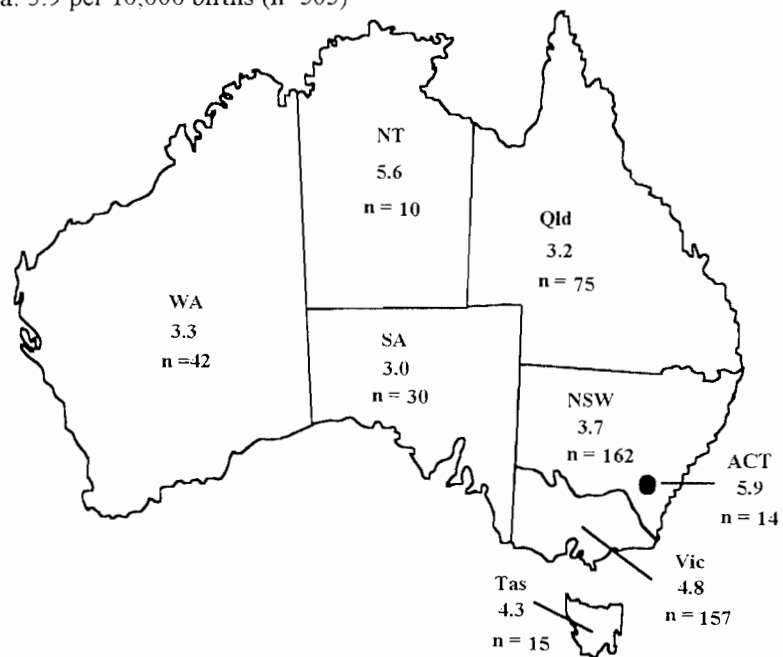 a: 3.9 per 10,000 births (n=505)
NT
5.6
n = 10
Qld
3.2
n = 75
WA
3.3
n =42
SA
3.0
n = 30
NSW
3.7
n = 162
ACT
5.9
n = 14
Vic
4.8
n = 157
Tas
4.3
n = 15